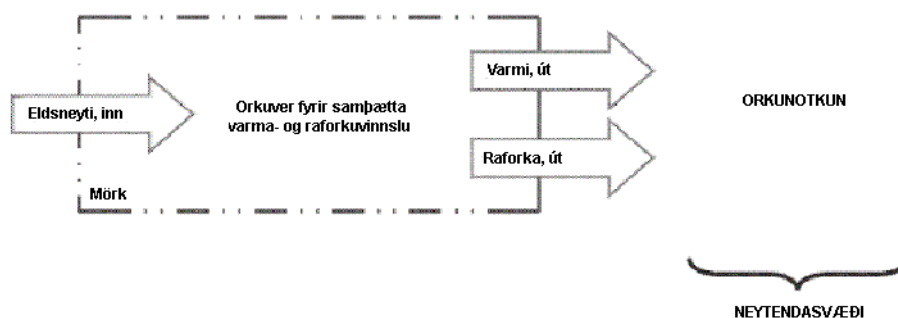 Varmi, út
Eldsneyti, inn
Orkuver fyrir samþætta
varma- og raforkuvinnslu
ORKUNOTKUN
Raforka, út
Mörk
NEYTENDASVÆÐI